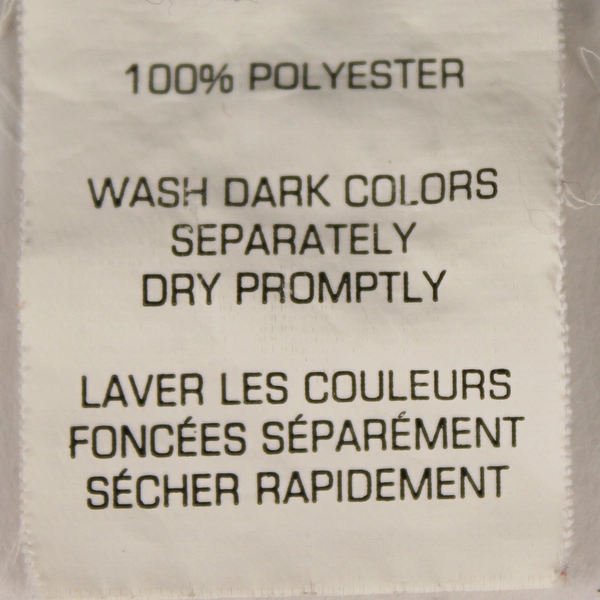 100% POLYESTER
WASH DARK COLORS
SEPARATELY
DRY PROMPTLY
LAVER LES COULEURS
FONCÉES SÉPARÉMENT
SÉCHER RAPIDEMENT